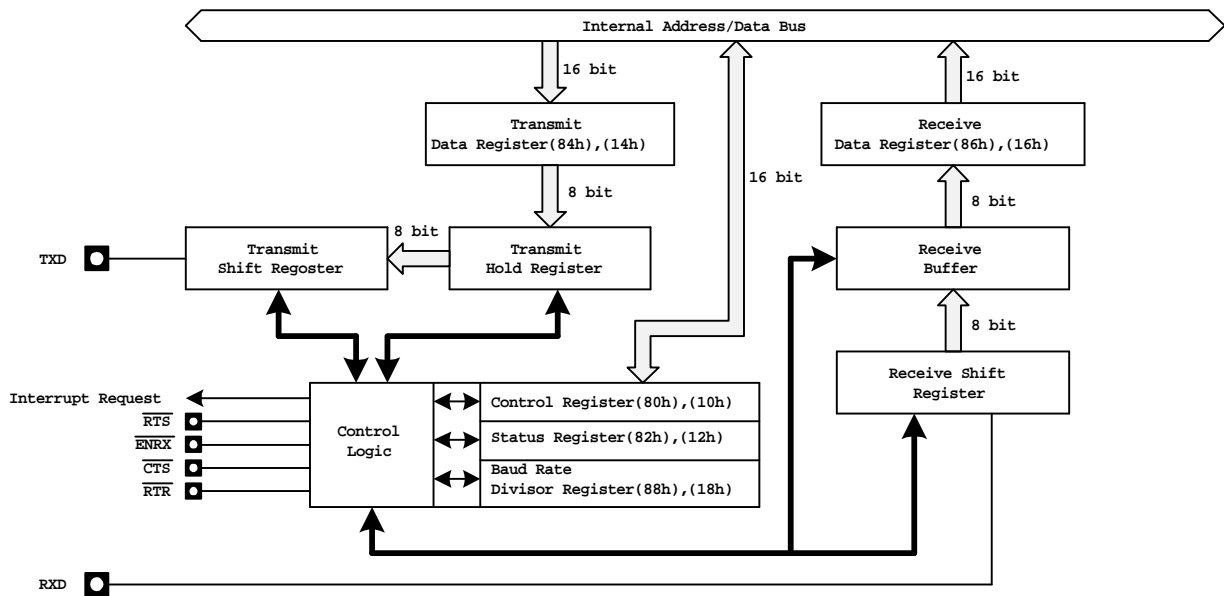 Internal Address/Data Bus
16 bit
16 bit
Transmit
Data Register(84h),(14h)
Receive
Data Register(86h),(16h)
16 bit
8 bit
8 bit
8 bit
TXD
Transmit
Shift Regoster
Transmit
Hold Register
Receive
Buffer
8 bit
Receive Shift
Register
Interrupt Request
RTS
ENRX
CTS
RTR
Control
Logic
Control Register(80h),(10h)
Status Register(82h),(12h)
Baud Rate
Divisor Register(88h),(18h)
RXD